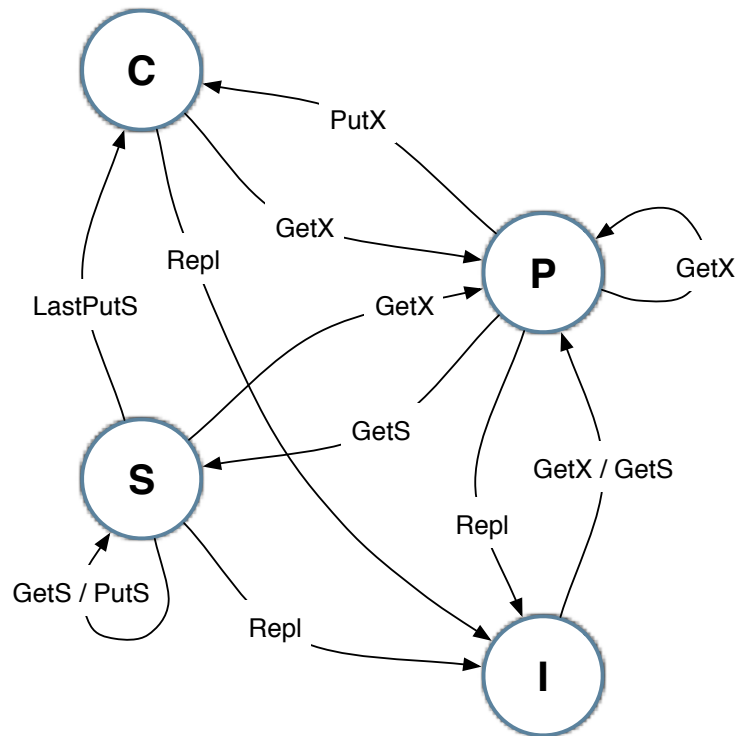 C
PutX
GetX
Repl
P
GetX
LastPutS
GetX
GetS
S
GetX / GetS
Repl
GetS / PutS
Repl
I